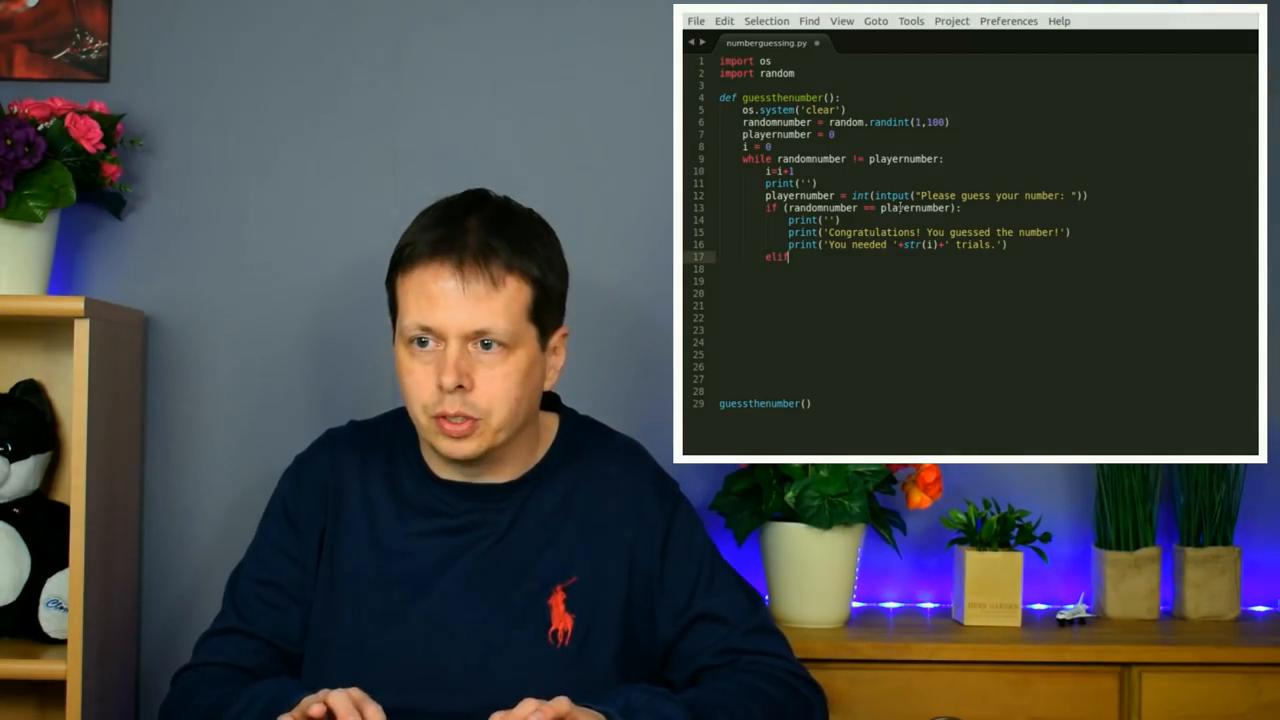 File Edit Selection Find View Goto Tools Project Preferences Help
numberguessing.py
1 import os
2 import random
3
4 def guessthenumber():
5 os.system('clear')
6 randomnumber = random.randint(1,100)
7 playernumber = 0
8 i = 0
9 while randomnumber != playernumber:
10 i=i+1
11 print('')
12 playernumber = int(intput("Please guess your number: "))
13 if (randomnumber == playernumber):
14 print('')
15 print('Congratulations! You guessed the number!')
16 print('You needed '+str(i)+' trials.')
17 elif
18
19
20
21
22
23
24
25
26
27
28
29 guessthenumber()
HERB GARDEN